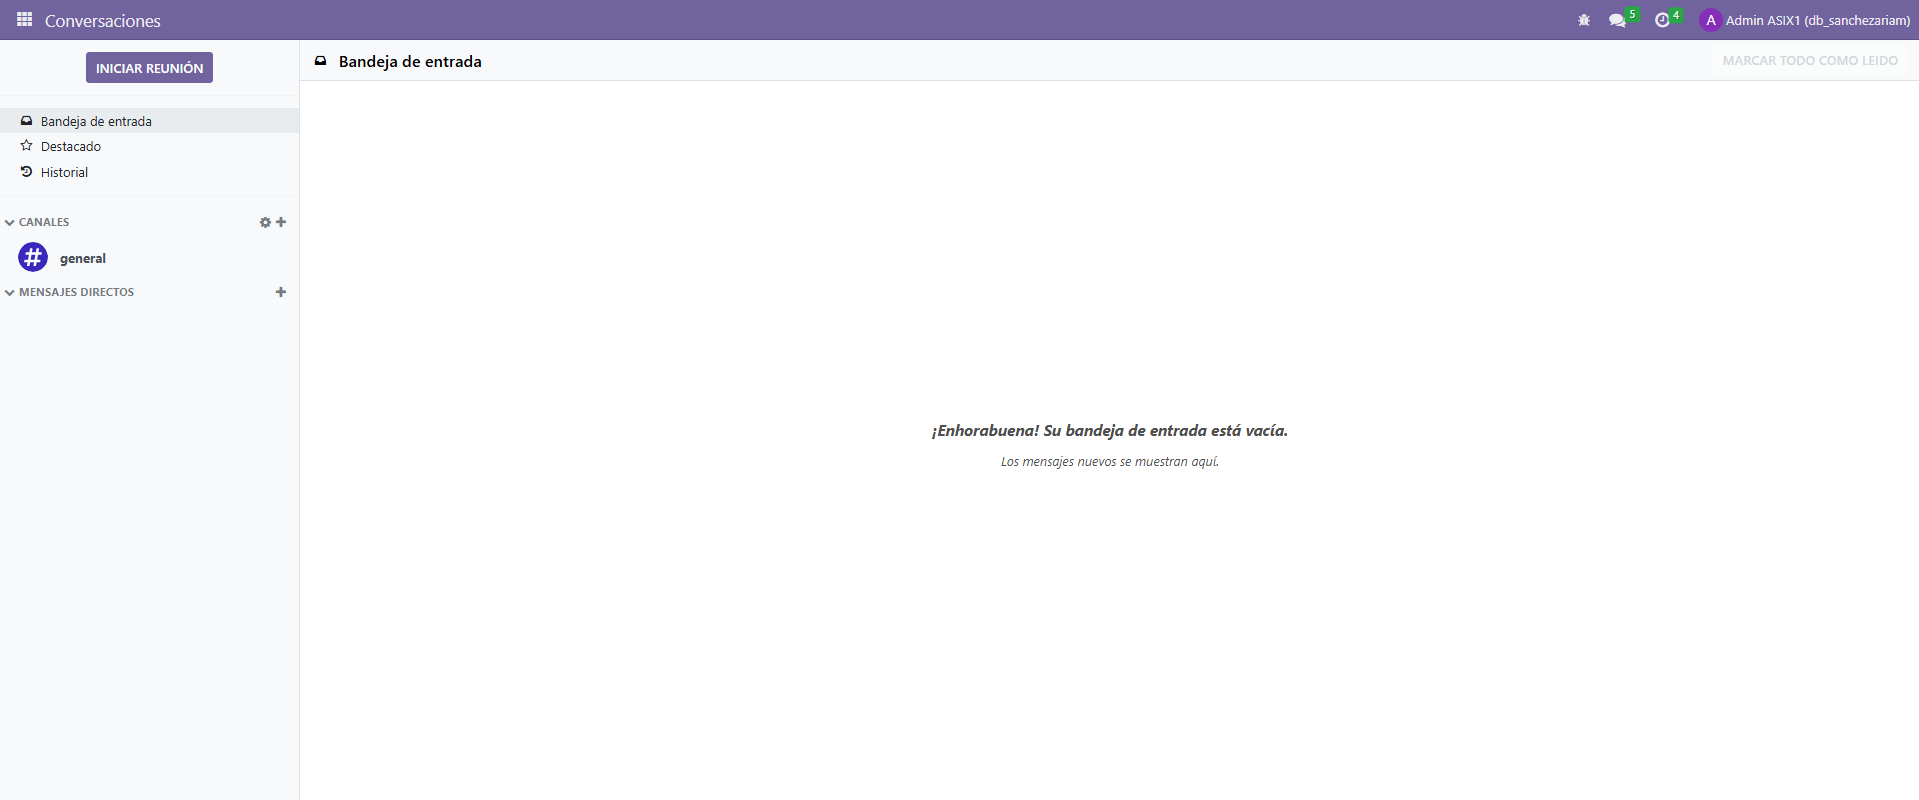 Conversaciones
5
4
A
Admin ASIX1 (db_sanchezariam)
INICIAR REUNIÓN
Bandeja de entrada
MARCAR TODO COMO LEIDO
Bandeja de entrada
Destacado
Historial
CANALES
general
MENSAJES DIRECTOS
¡Enhorabuena! Su bandeja de entrada está vacía.
Los mensajes nuevos se muestran aquí.